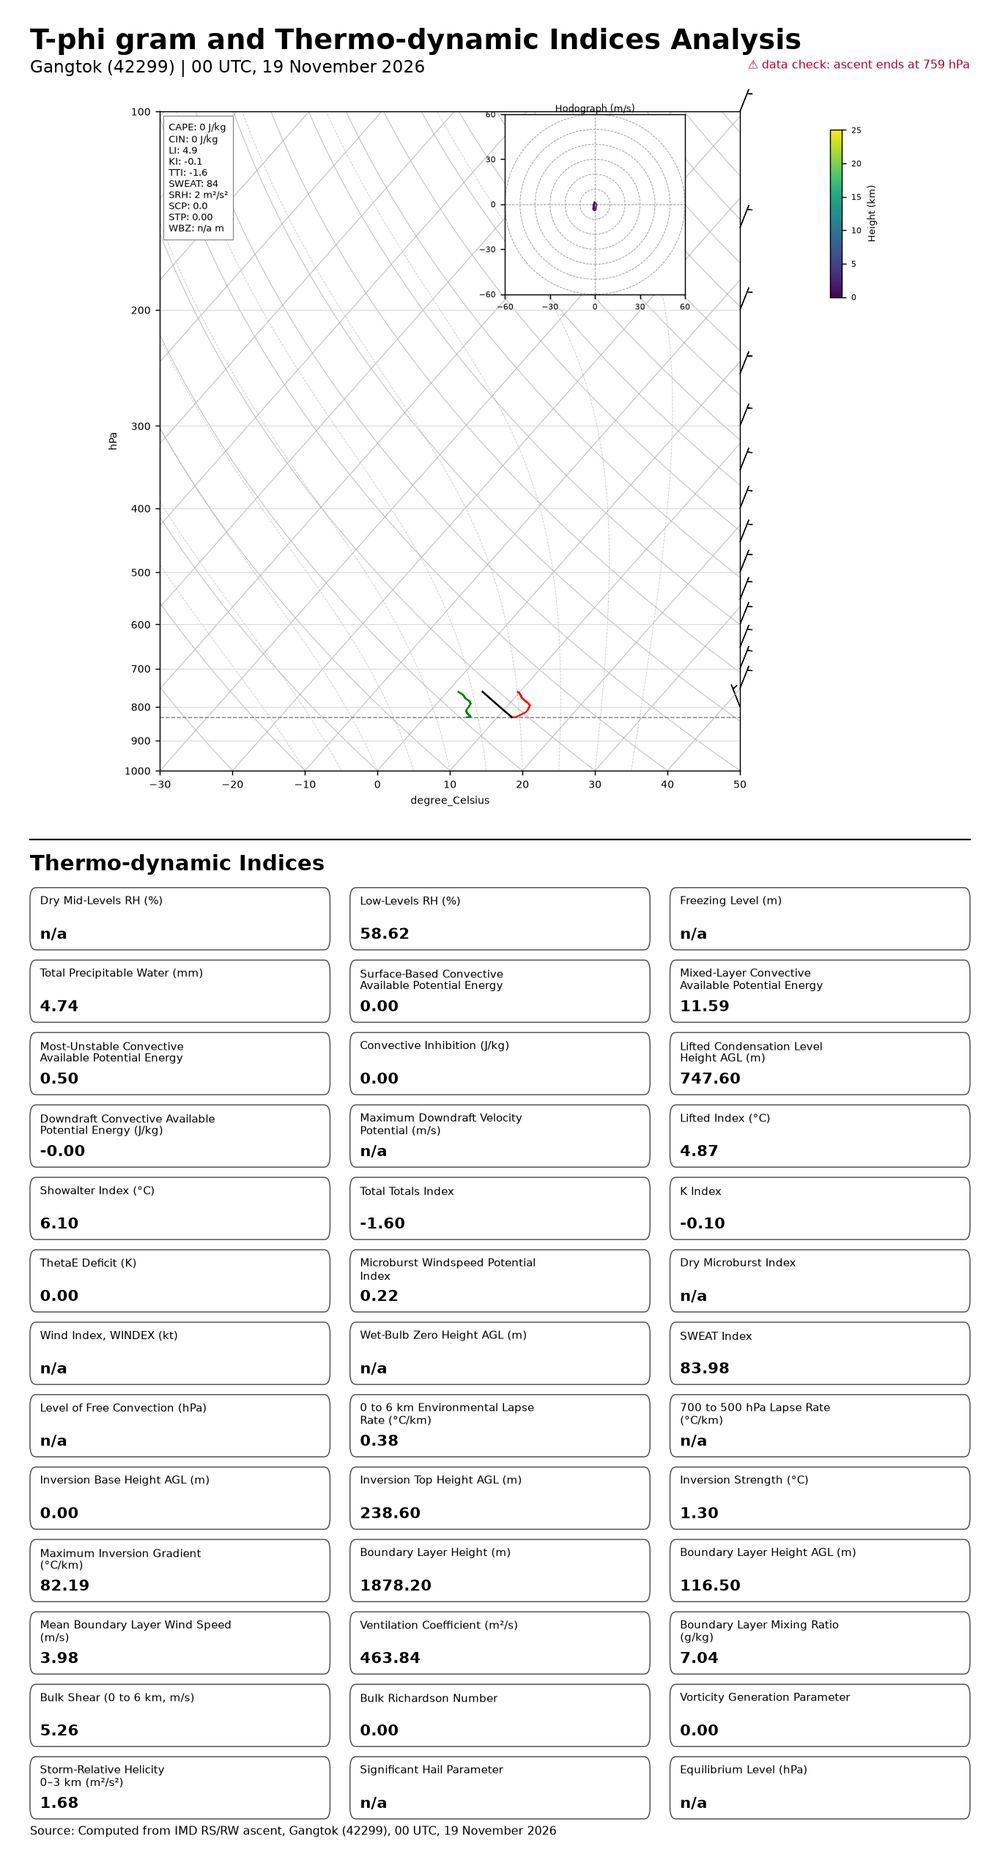 T-phi gram and Thermo-dynamic Indices Analysis
Gangtok (42299) | 00 UTC, 19 November 2026
⚠ data check: ascent ends at 759 hPa
CAPE: 0 J/kg
CIN: 0 J/kg
LI: 4.9
KI: -0.1
TTI: -1.6
SWEAT: 84
SRH: 2 m²/s²
SCP: 0.0
STP: 0.00
WBZ: n/a m
Hodograph (m/s)
60
30
0
−30
−60
−60 −30 0 30 60
25
20
15
10
5
0
Height (km)
100
200
300
400
500
600
700
800
900
1000
hPa
−30 −20 −10 0 10 20 30 40 50
degree_Celsius
Thermo-dynamic Indices
Dry Mid-Levels RH (%)
n/a
Low-Levels RH (%)
58.62
Freezing Level (m)
n/a
Total Precipitable Water (mm)
4.74
Surface-Based Convective
Available Potential Energy
0.00
Mixed-Layer Convective
Available Potential Energy
11.59
Most-Unstable Convective
Available Potential Energy
0.50
Convective Inhibition (J/kg)
0.00
Lifted Condensation Level
Height AGL (m)
747.60
Downdraft Convective Available
Potential Energy (J/kg)
-0.00
Maximum Downdraft Velocity
Potential (m/s)
n/a
Lifted Index (°C)
4.87
Showalter Index (°C)
6.10
Total Totals Index
-1.60
K Index
-0.10
ThetaE Deficit (K)
0.00
Microburst Windspeed Potential
Index
0.22
Dry Microburst Index
n/a
Wind Index, WINDEX (kt)
n/a
Wet-Bulb Zero Height AGL (m)
n/a
SWEAT Index
83.98
Level of Free Convection (hPa)
n/a
0 to 6 km Environmental Lapse
Rate (°C/km)
0.38
700 to 500 hPa Lapse Rate
(°C/km)
n/a
Inversion Base Height AGL (m)
0.00
Inversion Top Height AGL (m)
238.60
Inversion Strength (°C)
1.30
Maximum Inversion Gradient
(°C/km)
82.19
Boundary Layer Height (m)
1878.20
Boundary Layer Height AGL (m)
116.50
Mean Boundary Layer Wind Speed
(m/s)
3.98
Ventilation Coefficient (m²/s)
463.84
Boundary Layer Mixing Ratio
(g/kg)
7.04
Bulk Shear (0 to 6 km, m/s)
5.26
Bulk Richardson Number
0.00
Vorticity Generation Parameter
0.00
Storm-Relative Helicity
0–3 km (m²/s²)
1.68
Significant Hail Parameter
n/a
Equilibrium Level (hPa)
n/a
Source: Computed from IMD RS/RW ascent, Gangtok (42299), 00 UTC, 19 November 2026